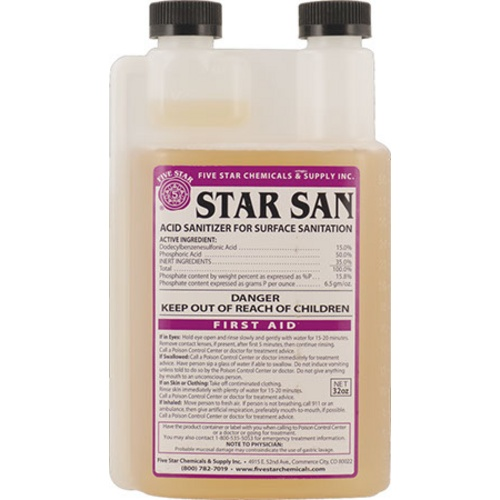 FIVE STAR
5
FIVE STAR CHEMICALS & SUPPLY INC.
STAR SAN
ACID SANITIZER FOR SURFACE SANITATION
ACTIVE INGREDIENT:
Dodecylbenzenesulfonic Acid 15.0%
Phosphoric Acid 50.0%
INERT INGREDIENTS 35.0%
Total 100.0%
Phosphate content by weight percent as expressed as %P... 15.8%
Phosphate content expressed as grams P per ounce 6.5 gm/oz.
DANGER
KEEP OUT OF REACH OF CHILDREN
FIRST AID
If in Eyes: Hold eye open and rinse slowly and gently with water for 15-20 minutes.
Remove contact lenses, if present, after first 5 minutes, then continue rinsing.
Call a Poison Control Center or doctor for treatment advice.
If Swallowed: Call a Poison Control Center or doctor immediately for treatment
advice. Have person sip a glass of water if able to swallow. Do not induce vomiting
unless told to do so by the Poison Control Center or doctor. Do not give anything
by mouth to an unconscious person.
If on Skin or Clothing: Take off contaminated clothing.
Rinse skin immediately with plenty of water for 15-20 minutes.
Call a Poison Control Center or doctor for treatment advice.
If Inhaled: Move person to fresh air. If person is not breathing, call 911 or an
ambulance, then give artificial respiration, preferably mouth-to-mouth, if possible.
Call a Poison Control Center or doctor for treatment advice.
NET
32oz
Have the product container or label with you when calling a Poison Control Center
or a doctor or going for treatment.
You may also contact 1-800-535-5053 for emergency treatment information.
NOTE TO PHYSICIAN:
Probable mucosal damage may contraindicate the use of gastric lavage.
Five Star Chemicals & Supply Inc. • 4915 E. 52nd Ave., Commerce City, CO 80022
(800) 782-7019 • www.fivestarchemicals.com